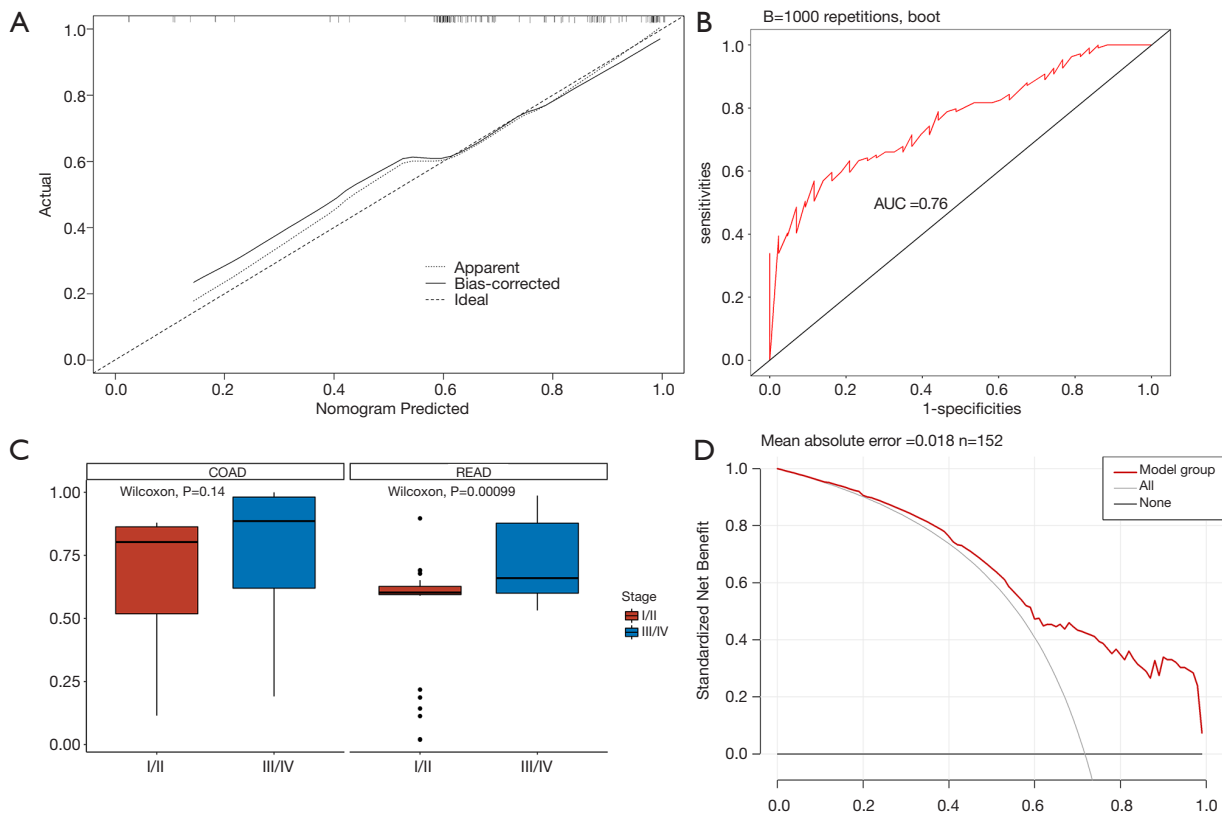 A
1.0
0.8
0.6
0.4
0.2
0.0
Actual
Apparent
Bias-corrected
Ideal
0.0 0.2 0.4 0.6 0.8 1.0
Nomogram Predicted
B
B=1000 repetitions, boot
1.0
0.8
0.6
0.4
0.2
0.0
sensitivities
AUC =0.76
0.0 0.2 0.4 0.6 0.8 1.0
1-specificities
C
COAD READ
Wilcoxon, P=0.14 Wilcoxon, P=0.00099
1.00
0.75
0.50
0.25
0.00
I/II III/IV I/II III/IV
Stage
I/II
III/IV
D
Mean absolute error =0.018 n=152
Model group
All
None
1.0
0.8
0.6
0.4
0.2
0.0
Standardized Net Benefit
0.0 0.2 0.4 0.6 0.8 1.0